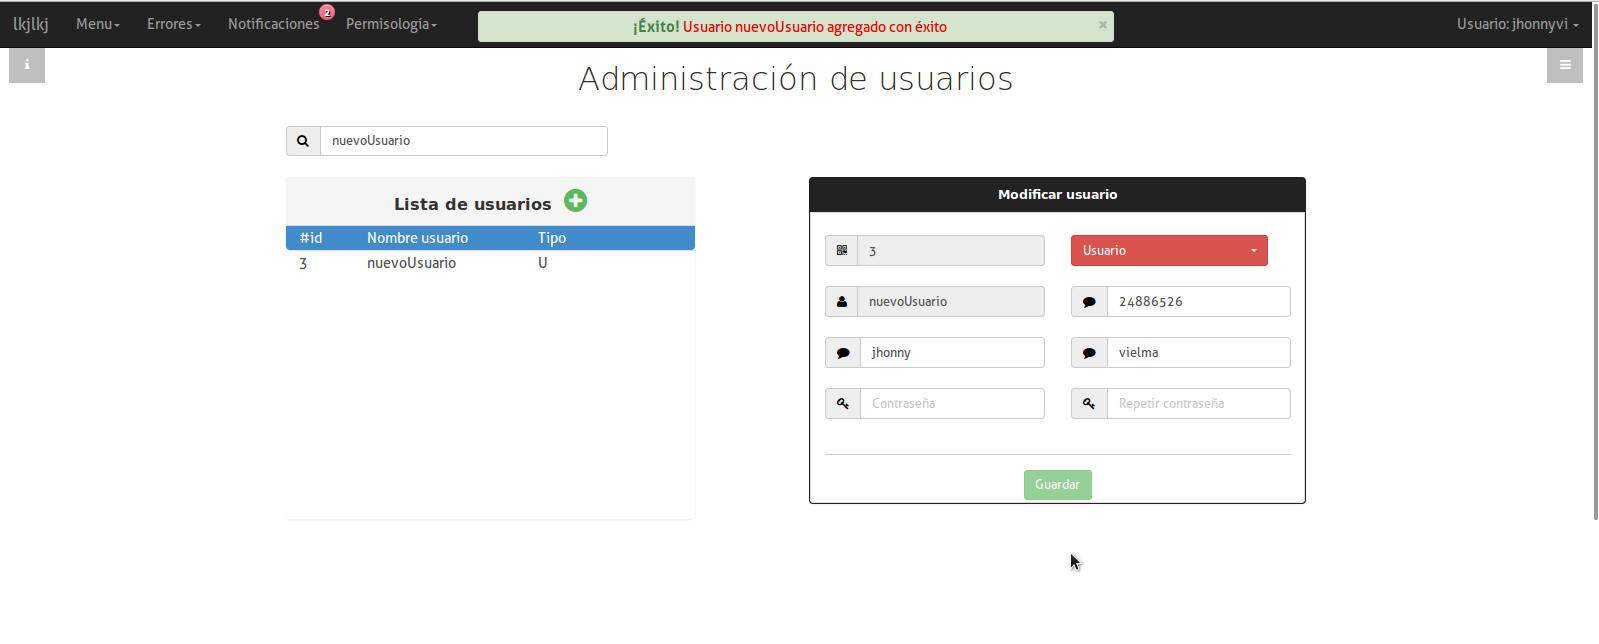 lkjlkj Menu Errores Notificaciones 2 Permisología ¡Éxito! Usuario nuevoUsuario agregado con éxito × Usuario: jhonnyvi
Administración de usuarios
nuevoUsuario
Lista de usuarios
#id Nombre usuario Tipo
3 nuevoUsuario U
Modificar usuario
3 Usuario
nuevoUsuario 24886526
jhonny vielma
Contraseña Repetir contraseña
Guardar